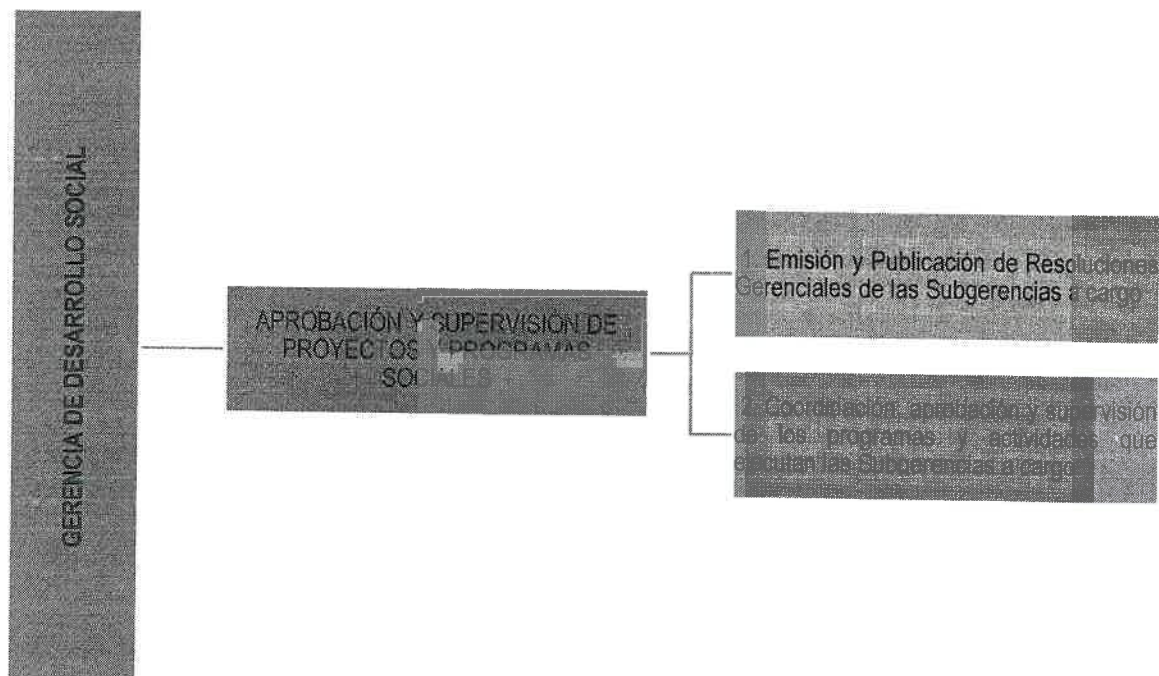 GERENCIA DE DESARROLLO SOCIAL
APROBACIÓN Y SUPERVISIÓN DE
PROYECTOS Y PROGRAMAS
SOCIALES
1. Emisión y Publicación de Resoluciones
Gerenciales de las Subgerencias a cargo
2. Coordidación, aprobación y supervisión
de los programas y actividades que
ejecutan las Subgerencias a cargo